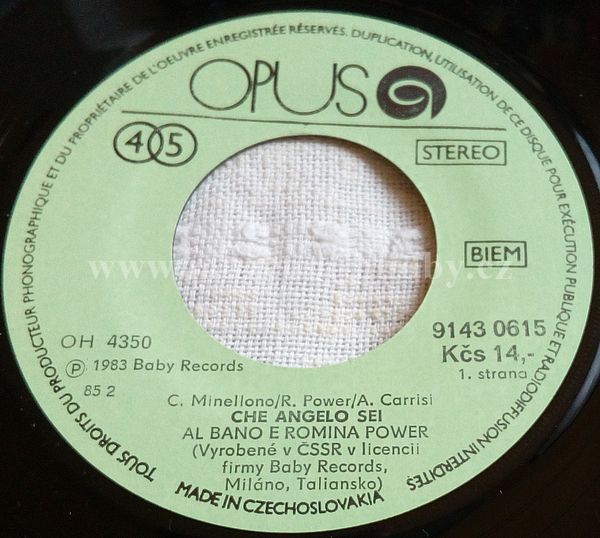 TOUS DROITS DU PRODUCTEUR PHONOGRAPHIQUE ET DU PROPRIÉTAIRE DE L'OEUVRE ENREGISTRÉE RÉSERVÉS. DUPLICATION, UTILISATION DE CE DISQUE POUR EXÉCUTION PUBLIQUE ET RADIODIFFUSION INTERDITES
OPUS
45
STEREO
BIEM
OH 4350
9143 0615
Ⓟ 1983 Baby Records
Kčs 14,-
85 2
1. strana
C. Minellono/R. Power/A. Carrisi
CHE ANGELO SEI
AL BANO E ROMINA POWER
(Vyrobené v ČSSR v licencii
firmy Baby Records,
Miláno, Taliansko)
MADE IN CZECHOSLOVAKIA